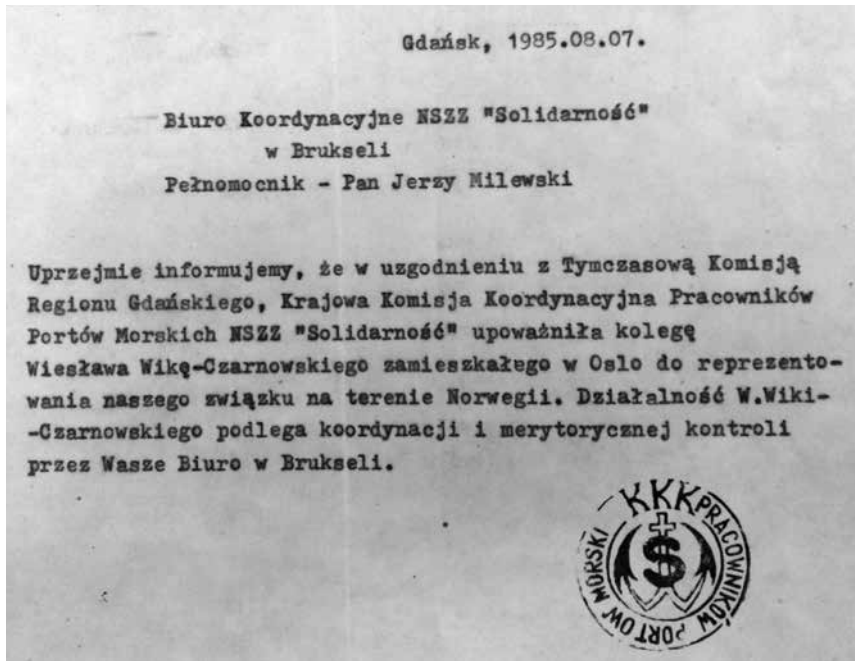 Gdańsk, 1985.08.07.
Biuro Koordynacyjne NSZZ "Solidarność"
w Brukseli
Pełnomocnik - Pan Jerzy Milewski
Uprzejmie informujemy, że w uzgodnieniu z Tymczasową Komisją
Regionu Gdańskiego, Krajowa Komisja Koordynacyjna Pracowników
Portów Morskich NSZZ "Solidarność" upoważniła kolegę
Wiesława Wikę-Czarnowskiego zamieszkałego w Oslo do reprezento-
wania naszego związku na terenie Norwegii. Działalność W.Wiki-
-Czarnowskiego podlega koordynacji i merytorycznej kontroli
przez Wasze Biuro w Brukseli.
KKK PRACOWNIKÓW PORTOW MORSKI
S